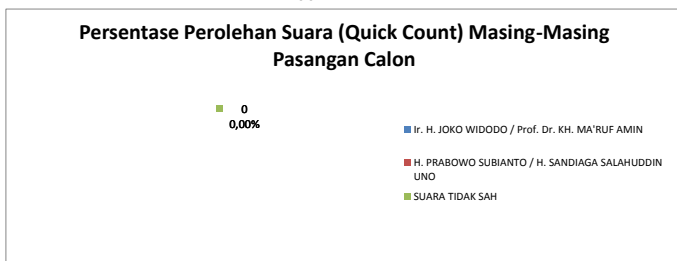 Persentase Perolehan Suara (Quick Count) Masing-Masing
Pasangan Calon
0
0,00%
Ir. H. JOKO WIDODO / Prof. Dr. KH. MA'RUF AMIN
H. PRABOWO SUBIANTO / H. SANDIAGA SALAHUDDIN
UNO
SUARA TIDAK SAH